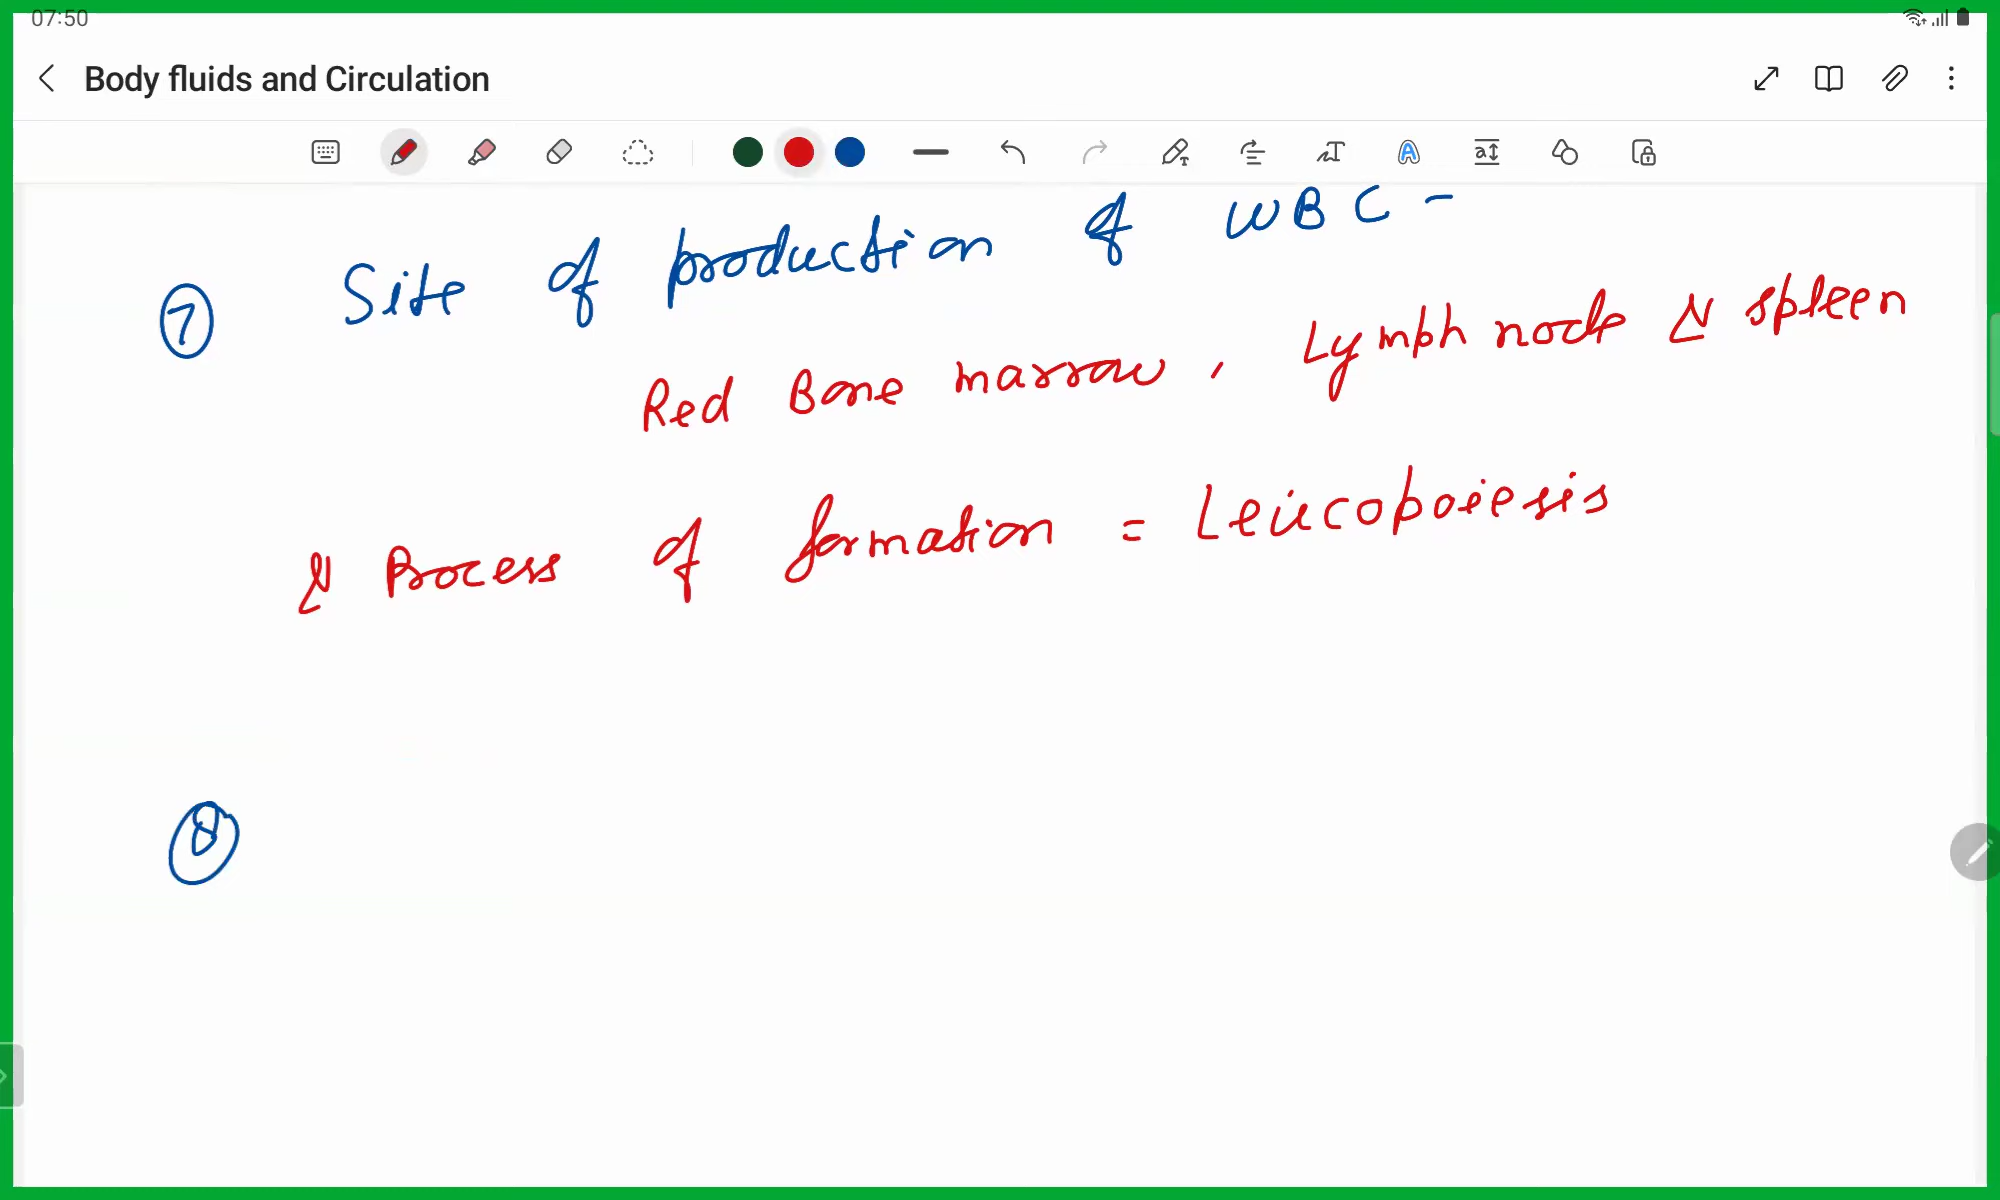 07:50
Body fluids and Circulation
⑦ Site of production of WBC -
Red Bone marrow, Lymph node & spleen
& Process of formation = Leucopoiesis
⑧